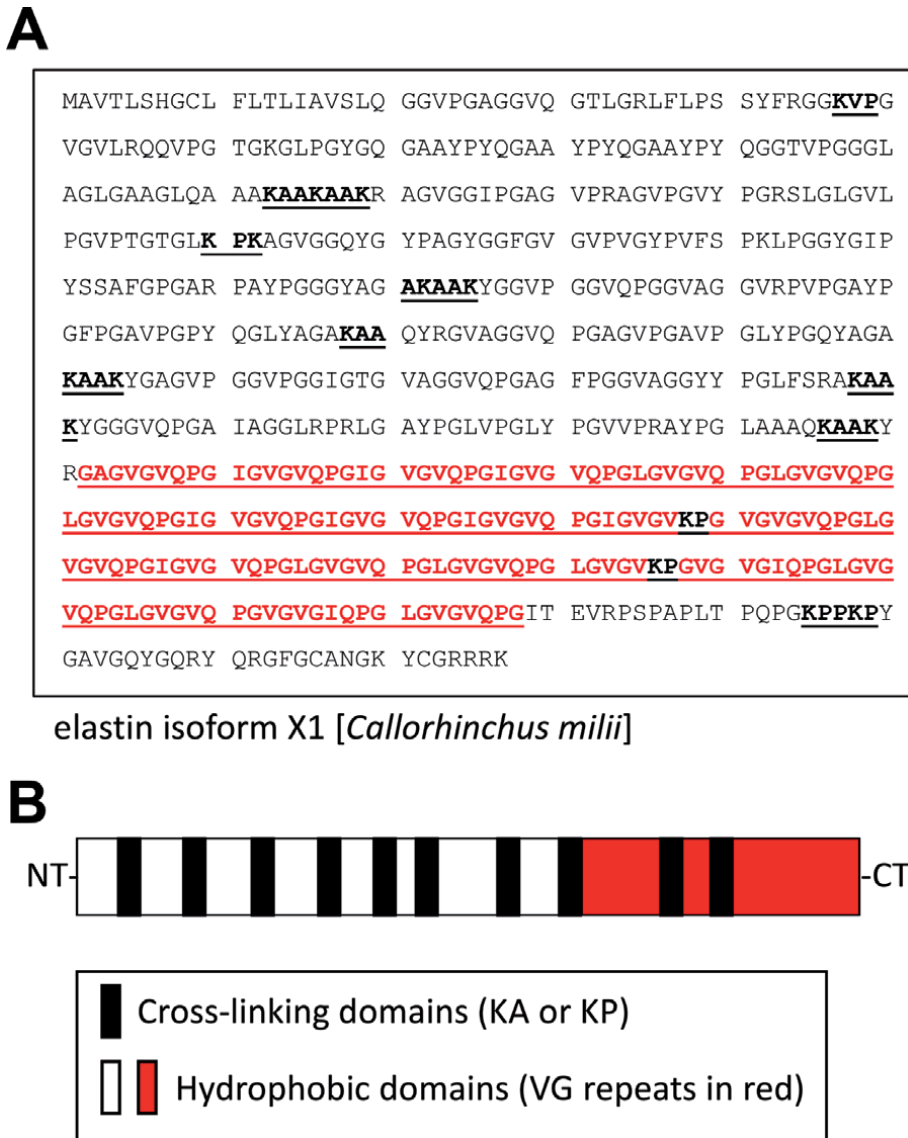 A
MAVTLSHGCL FLTLIAVSLQ GGVPGAGGVQ GTLGRLFLPS SYFRGGKVPG
VGVLRQQVPG TGKGLPGYGQ GAAYPYQGAA YPYQGAAYPY QGGTVPGGGL
AGLGAAGLQA AAKAAKAAKR AGVGGIPGAG VPRAGVPGVY PGRSLGLGVL
PGVPTGTGLK PKAGVGGQYG YPAGYGGFGV GVPVGYPVFS PKLPGGYGIP
YSSAFGPGAR PAYPGGGYAG AKAAKYGGVP GGVQPGGVAG GVRPVPGAYP
GFPGAVPGPY QGLYAGAKAA QYRGVAGGVQ PGAGVPGAVP GLYPGQYAGA
KAAKYGAGVP GGVPGGIGTG VAGGVQPGAG FPGGVAGGYY PGLFSRAKAA
KYGGGVQPGA IAGGLRPRLG AYPGLVPGLY PGVVPRAYPG LAAAQKAAKY
RGAGVGVQPG IGVGVQPGIG VGVQPGIGVG VQPGLGVGVQ PGLGVGVQPG
LGVGVQPGIG VGVQPGIGVG VQPGIGVGVQ PGIGVGVKPG VGVGVQPGLG
VGVQPGIGVG VQPGLGVGVQ PGLGVGVQPG LGVGVKPGVG VGIQPGLGVG
VQPGLGVGVQ PGVGVGIQPG LGVGVQPGIT EVRPSPAPLT PQPGKPPKPY
GAVGQYGQRY QRGFGCANGK YCGRRRK
elastin isoform X1 [Callorhinchus milii]
B
NT- -CT
Cross-linking domains (KA or KP)
Hydrophobic domains (VG repeats in red)